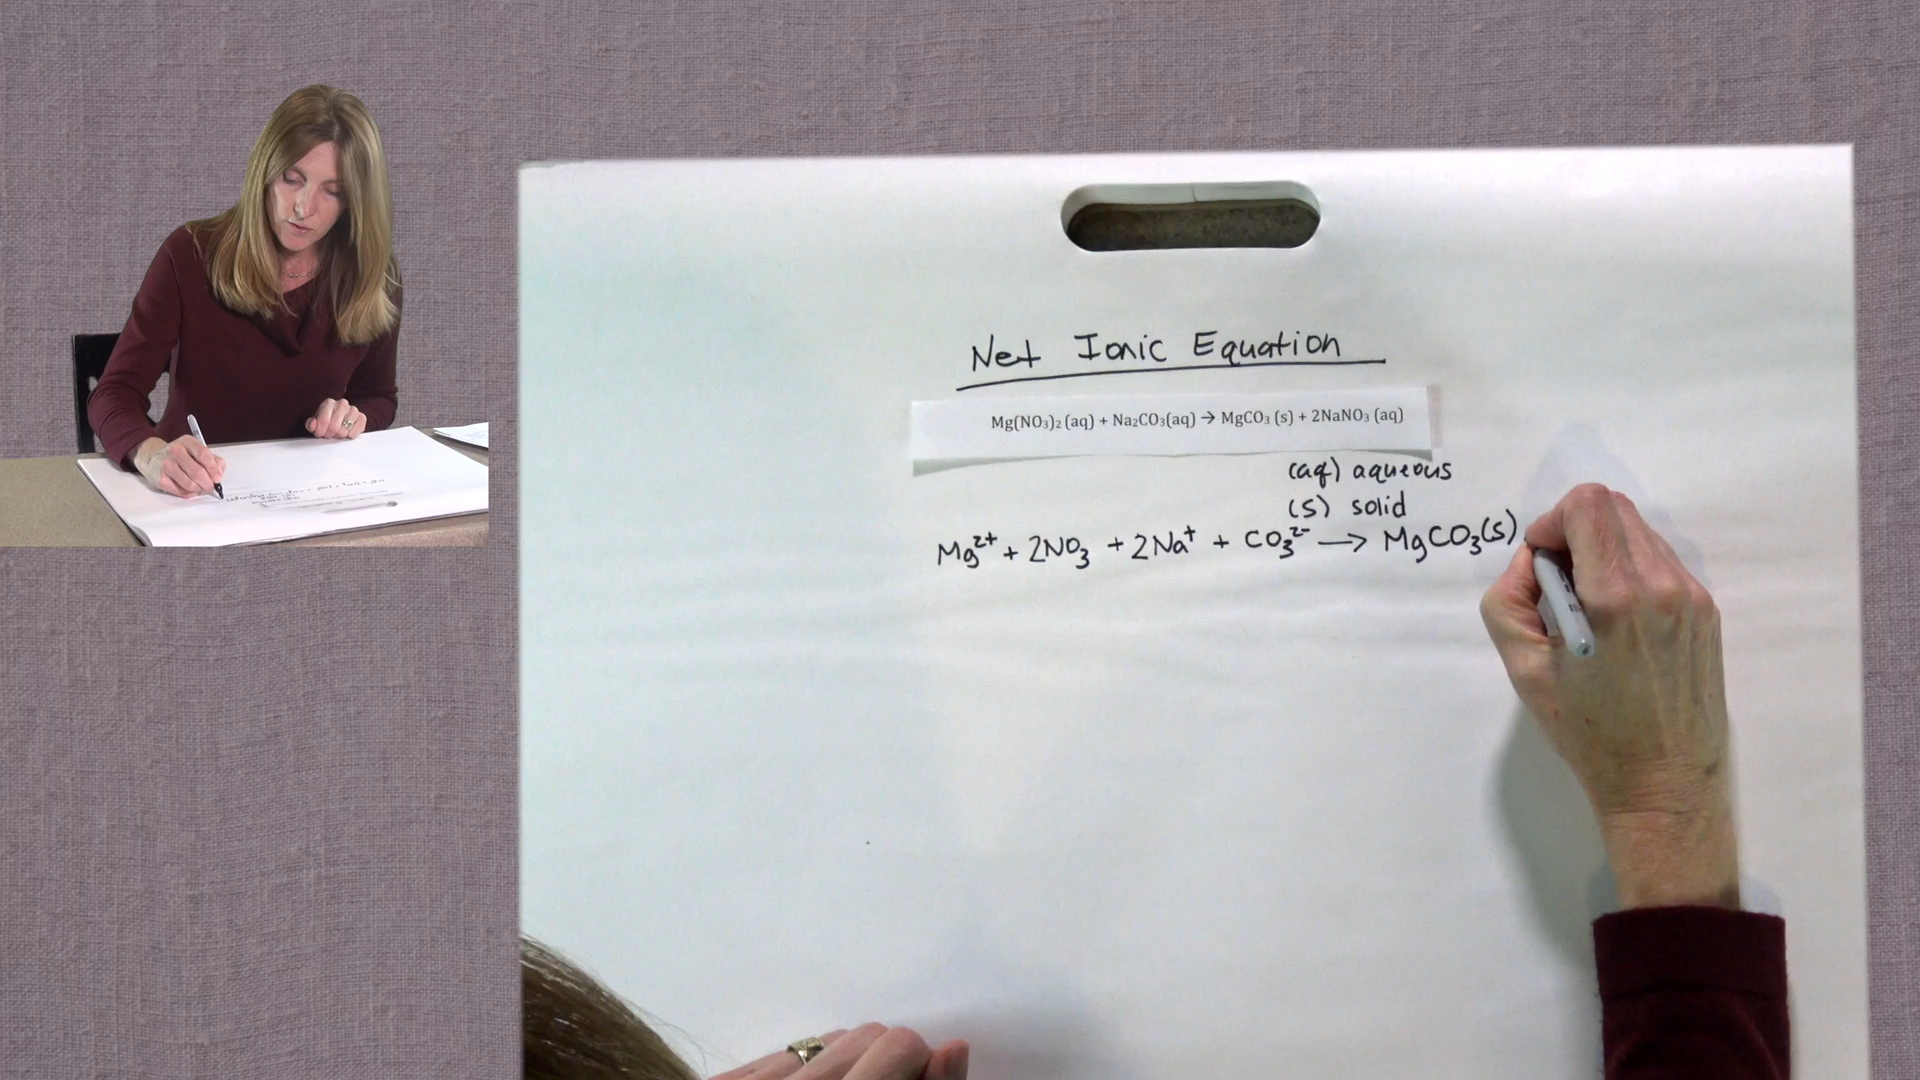 Net Ionic Equation
Mg(NO₃)₂ (aq) + Na₂CO₃(aq) → MgCO₃ (s) + 2NaNO₃ (aq)
(aq) aqueous
(s) solid
Mg²⁺ + 2NO₃ + 2Na⁺ + CO₃²⁻ → MgCO₃(s)